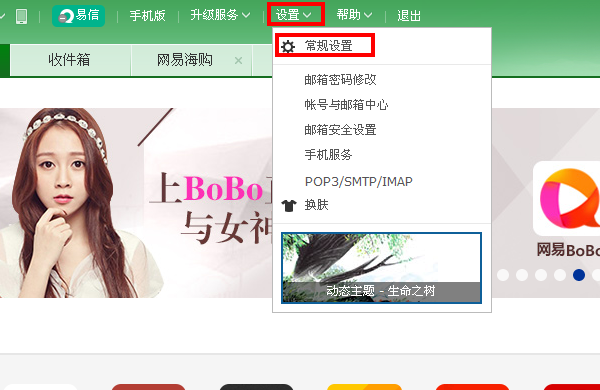 易信 手机版 升级服务 设置 帮助 退出
收件箱 网易海购
常规设置
邮箱密码修改
帐号与邮箱中心
邮箱安全设置
手机服务
POP3/SMTP/IMAP
换肤
动态主题 - 生命之树
上BoBo
与女神
网易BoBo